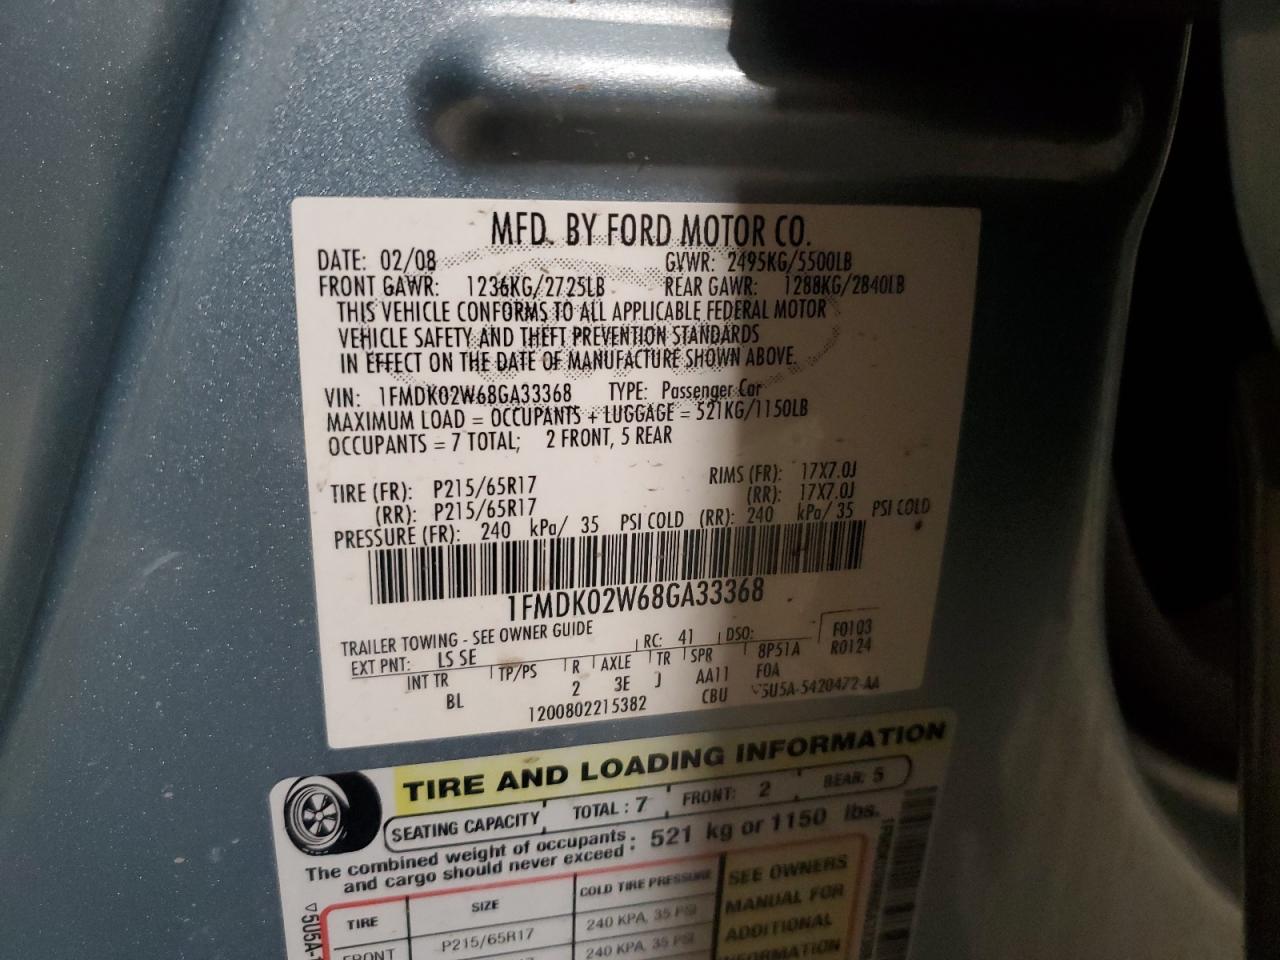 MFD. BY FORD MOTOR CO.
DATE: 02/08 GVWR: 2495KG/5500LB
FRONT GAWR: 1236KG/2725LB REAR GAWR: 1288KG/2840LB
THIS VEHICLE CONFORMS TO ALL APPLICABLE FEDERAL MOTOR
VEHICLE SAFETY AND THEFT PREVENTION STANDARDS
IN EFFECT ON THE DATE OF MANUFACTURE SHOWN ABOVE.
VIN: 1FMDK02W68GA33368 TYPE: Passenger Car
MAXIMUM LOAD = OCCUPANTS + LUGGAGE = 521KG/1150LB
OCCUPANTS = 7 TOTAL; 2 FRONT, 5 REAR
TIRE (FR): P215/65R17 RIMS (FR): 17X7.0J
(RR): P215/65R17 (RR): 17X7.0J
PRESSURE (FR): 240 kPa/ 35 PSI COLD (RR): 240 kPa/ 35 PSI COLD
1FMDK02W68GA33368
TRAILER TOWING - SEE OWNER GUIDE
EXT PNT: LS SE RC: 41 DSO: F0103
R0124
INT TR TP/PS R AXLE TR SPR 8P51A
BL 2 3E J AA11 F0A
1200802215382 CBU 5U5A-5420472-AA
TIRE AND LOADING INFORMATION
SEATING CAPACITY TOTAL : 7 FRONT: 2 REAR: 5
The combined weight of occupants and cargo should never exceed : 521 kg or 1150 lbs.
TIRE SIZE COLD TIRE PRESSURE SEE OWNERS
MANUAL FOR
FRONT P215/65R17 240 KPA, 35 PSI ADDITIONAL
240 KPA, 35 PSI INFORMATION